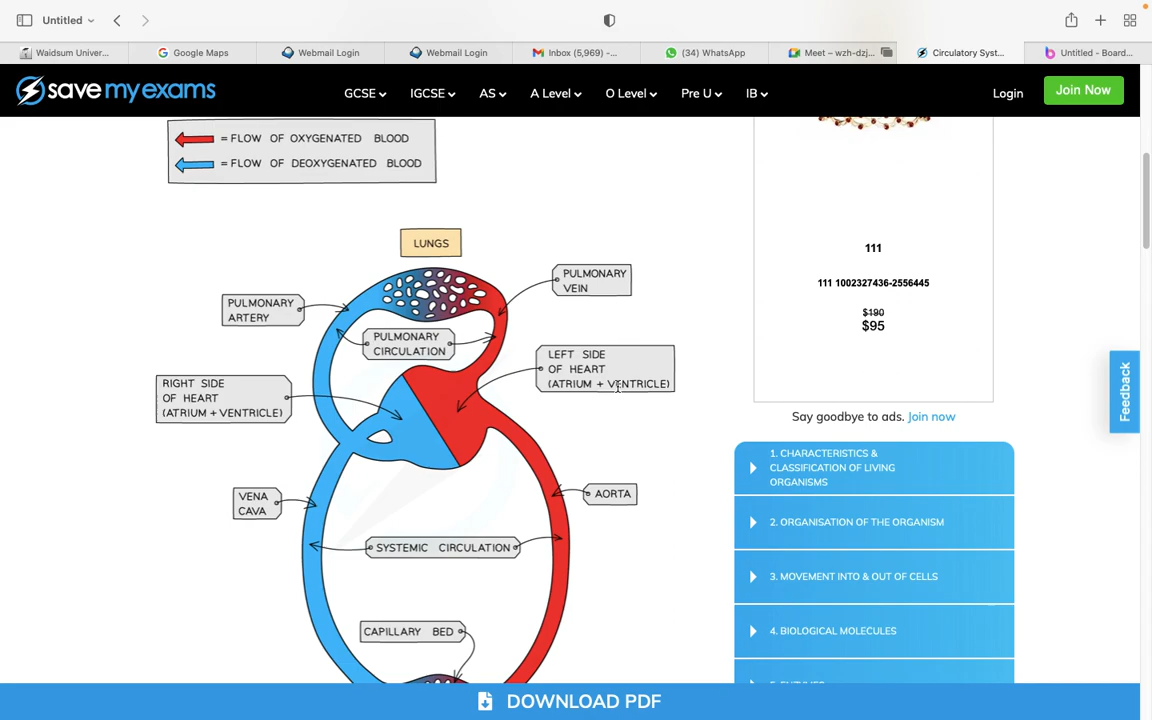 Untitled
Waidsum Univer...
Google Maps
Webmail Login
Webmail Login
Inbox (5,969) -...
(34) WhatsApp
Meet – wzh-dzj...
Circulatory Syst...
Untitled - Board...
save my exams
GCSE
IGCSE
AS
A Level
O Level
Pre U
IB
Login
Join Now
= FLOW OF OXYGENATED BLOOD
= FLOW OF DEOXYGENATED BLOOD
LUNGS
PULMONARY
VEIN
PULMONARY
ARTERY
PULMONARY
CIRCULATION
LEFT SIDE
OF HEART
(ATRIUM + VENTRICLE)
RIGHT SIDE
OF HEART
(ATRIUM + VENTRICLE)
VENA
CAVA
AORTA
SYSTEMIC CIRCULATION
CAPILLARY BED
111
111 1002327436-2556445
$190
$95
Say goodbye to ads. Join now
Feedback
1. CHARACTERISTICS &
CLASSIFICATION OF LIVING
ORGANISMS
2. ORGANISATION OF THE ORGANISM
3. MOVEMENT INTO & OUT OF CELLS
4. BIOLOGICAL MOLECULES
DOWNLOAD PDF